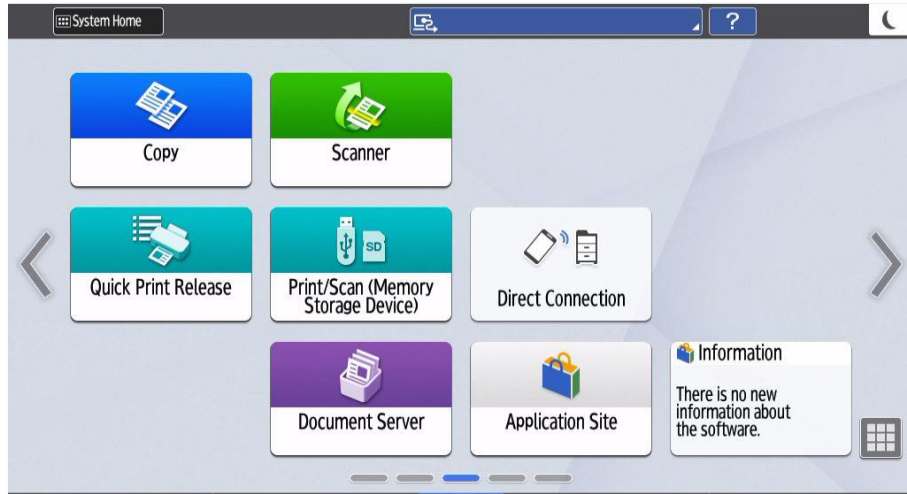 System Home
?
Copy
Scanner
Quick Print Release
SD
Print/Scan (Memory
Storage Device)
Direct Connection
Document Server
Application Site
Information
There is no new
information about
the software.